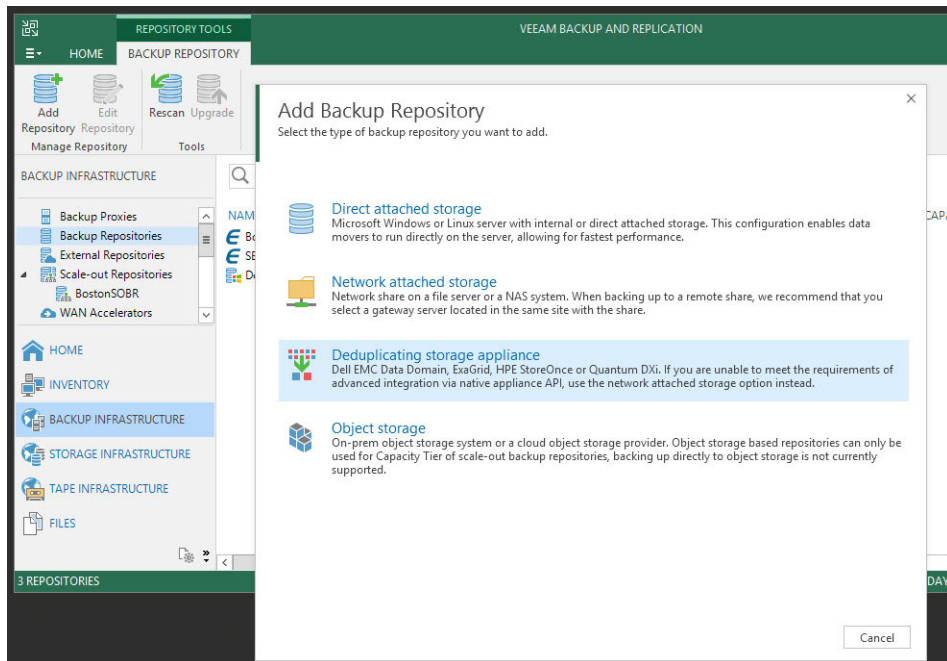 REPOSITORY TOOLS
VEEAM BACKUP AND REPLICATION
HOME
BACKUP REPOSITORY
Add Repository
Edit Repository
Rescan
Upgrade
Manage Repository
Tools
BACKUP INFRASTRUCTURE
Backup Proxies
Backup Repositories
External Repositories
Scale-out Repositories
BostonSOBR
WAN Accelerators
HOME
INVENTORY
BACKUP INFRASTRUCTURE
STORAGE INFRASTRUCTURE
TAPE INFRASTRUCTURE
FILES
3 REPOSITORIES
NAM
Add Backup Repository
Select the type of backup repository you want to add.
Direct attached storage
Microsoft Windows or Linux server with internal or direct attached storage. This configuration enables data
movers to run directly on the server, allowing for fastest performance.
Network attached storage
Network share on a file server or a NAS system. When backing up to a remote share, we recommend that you
select a gateway server located in the same site with the share.
Deduplicating storage appliance
Dell EMC Data Domain, ExaGrid, HPE StoreOnce or Quantum DXi. If you are unable to meet the requirements of
advanced integration via native appliance API, use the network attached storage option instead.
Object storage
On-prem object storage system or a cloud object storage provider. Object storage based repositories can only be
used for Capacity Tier of scale-out backup repositories, backing up directly to object storage is not currently
supported.
Cancel
CAPA
DAY